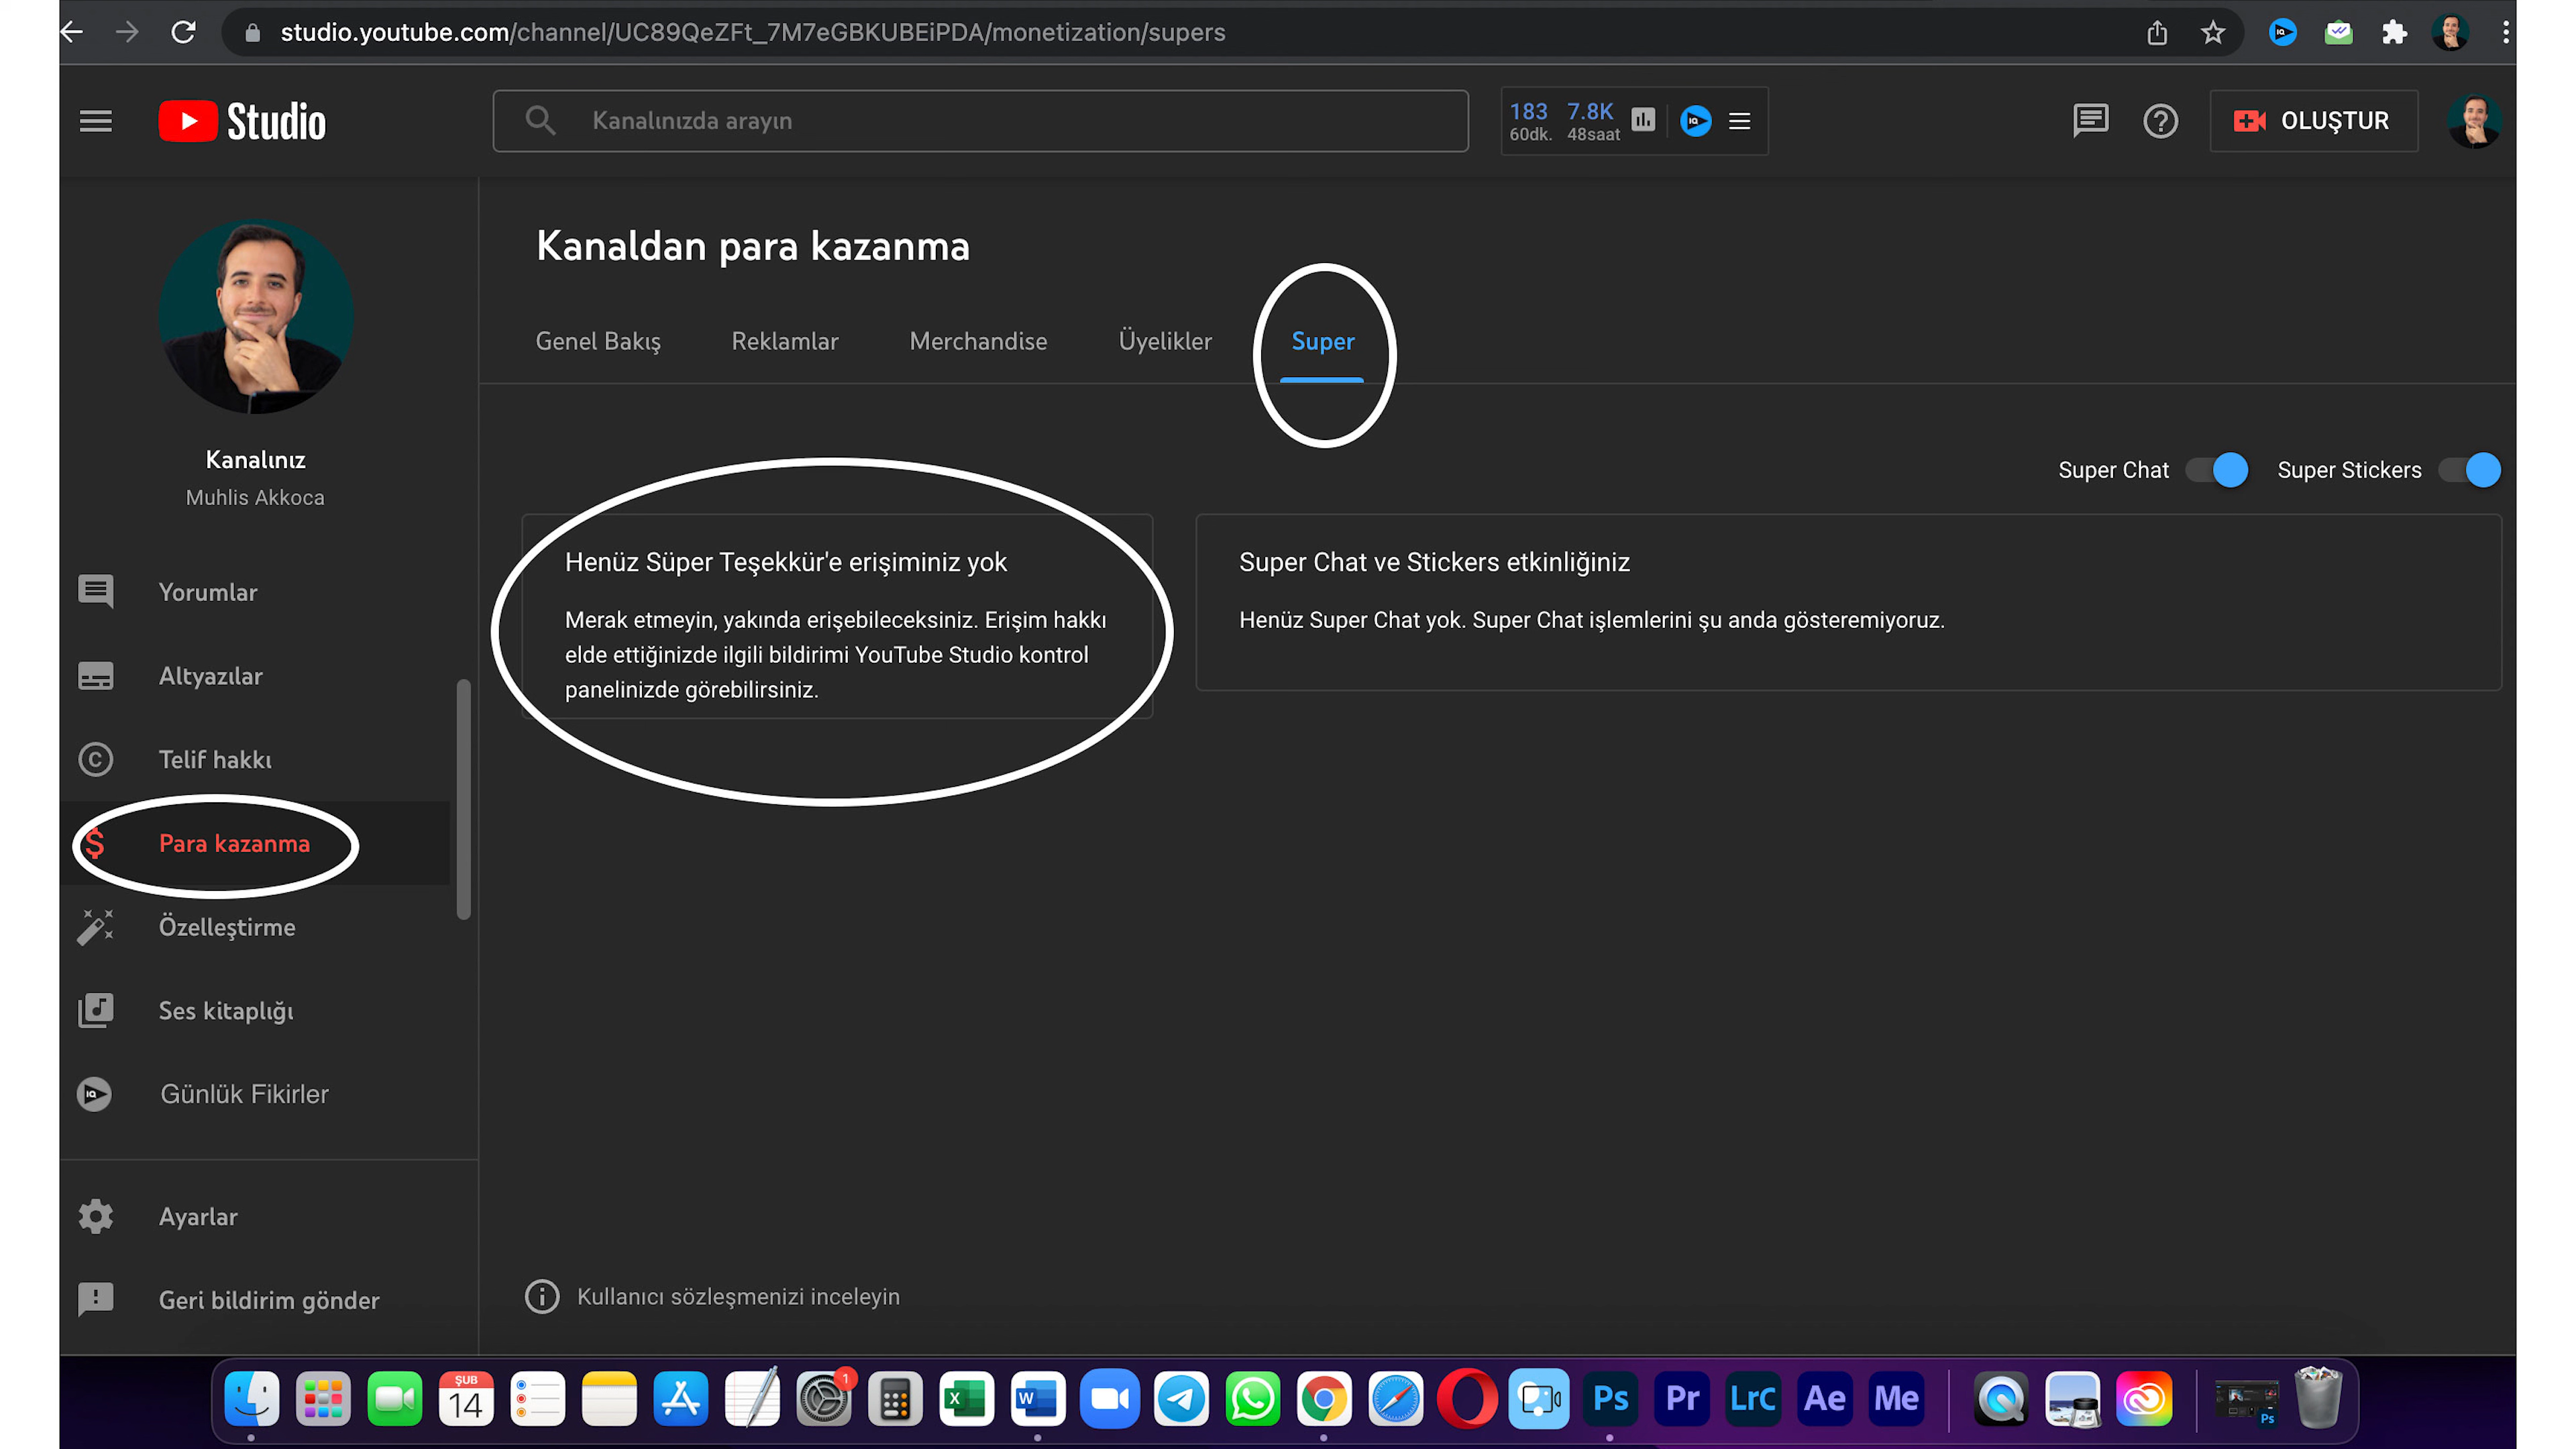 studio.youtube.com/channel/UC89QeZFt_7M7eGBKUBEiPDA/monetization/supers
Studio
Kanalınızda arayın
183 7.8K
60dk. 48saat
OLUŞTUR
Kanalınız
Muhlis Akkoca
Yorumlar
Altyazılar
Telif hakkı
Para kazanma
Özelleştirme
Ses kitaplığı
Günlük Fikirler
Ayarlar
Geri bildirim gönder
Kanaldan para kazanma
Genel Bakış Reklamlar Merchandise Üyelikler Super
Super Chat Super Stickers
Henüz Süper Teşekkür'e erişiminiz yok
Merak etmeyin, yakında erişebileceksiniz. Erişim hakkı
elde ettiğinizde ilgili bildirimi YouTube Studio kontrol
panelinizde görebilirsiniz.
Super Chat ve Stickers etkinliğiniz
Henüz Super Chat yok. Super Chat işlemlerini şu anda gösteremiyoruz.
Kullanıcı sözleşmenizi inceleyin
ŞUB
14
1
X
W
Ps
Pr
LrC
Ae
Me
Ps